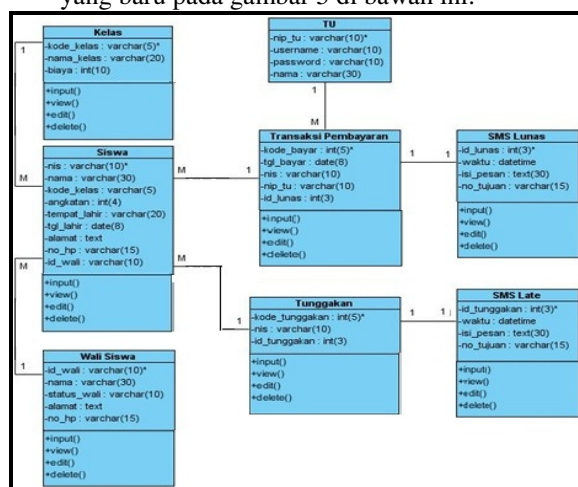 yang baru pada gambar 3 di bawah ini.
Kelas
-kode_kelas : varchar(5)*
-nama_kelas : varchar(20)
-biaya : int(10)
+input()
+view()
+edit()
+delete()
TU
-nip_tu : varchar(10)*
-username : varchar(10)
-password : varchar(10)
-nama : varchar(30)
1
1
M
M
Siswa
-nis : varchar(10)*
-nama : varchar(30)
-kode_kelas : varchar(5)
-angkatan : int(4)
-tempat_lahir : varchar(20)
-tgl_lahir : date(8)
-alamat : text
-no_hp : varchar(15)
-id_wali : varchar(10)
+input()
+view()
+edit()
+delete()
M
1
Transaksi Pembayaran
-kode_bayar : int(5)*
-tgl_bayar : date(8)
-nis : varchar(10)
-nip_tu : varchar(10)
-id_lunas : int(3)
+input()
+view()
+edit()
+delete()
1
1
SMS Lunas
-id_lunas : int(3)*
-waktu : datetime
-isi_pesan : text(30)
-no_tujuan : varchar(15)
+input()
+view()
+edit()
+delete()
M
M
1
1
Wali Siswa
-id_wali : varchar(10)*
-nama : varchar(30)
-status_wali : varchar(10)
-alamat : text
-no_hp : varchar(15)
+input()
+view()
+edit()
+delete()
Tunggakan
-kode_tunggakan : int(5)*
-nis : varchar(10)
-id_tunggakan : int(3)
+input()
+view()
+edit()
+delete()
1
1
SMS Late
-id_tunggakan : int(3)*
-waktu : datetime
-isi_pesan : text(30)
-no_tujuan : varchar(15)
+input()
+view()
+edit()
+delete()